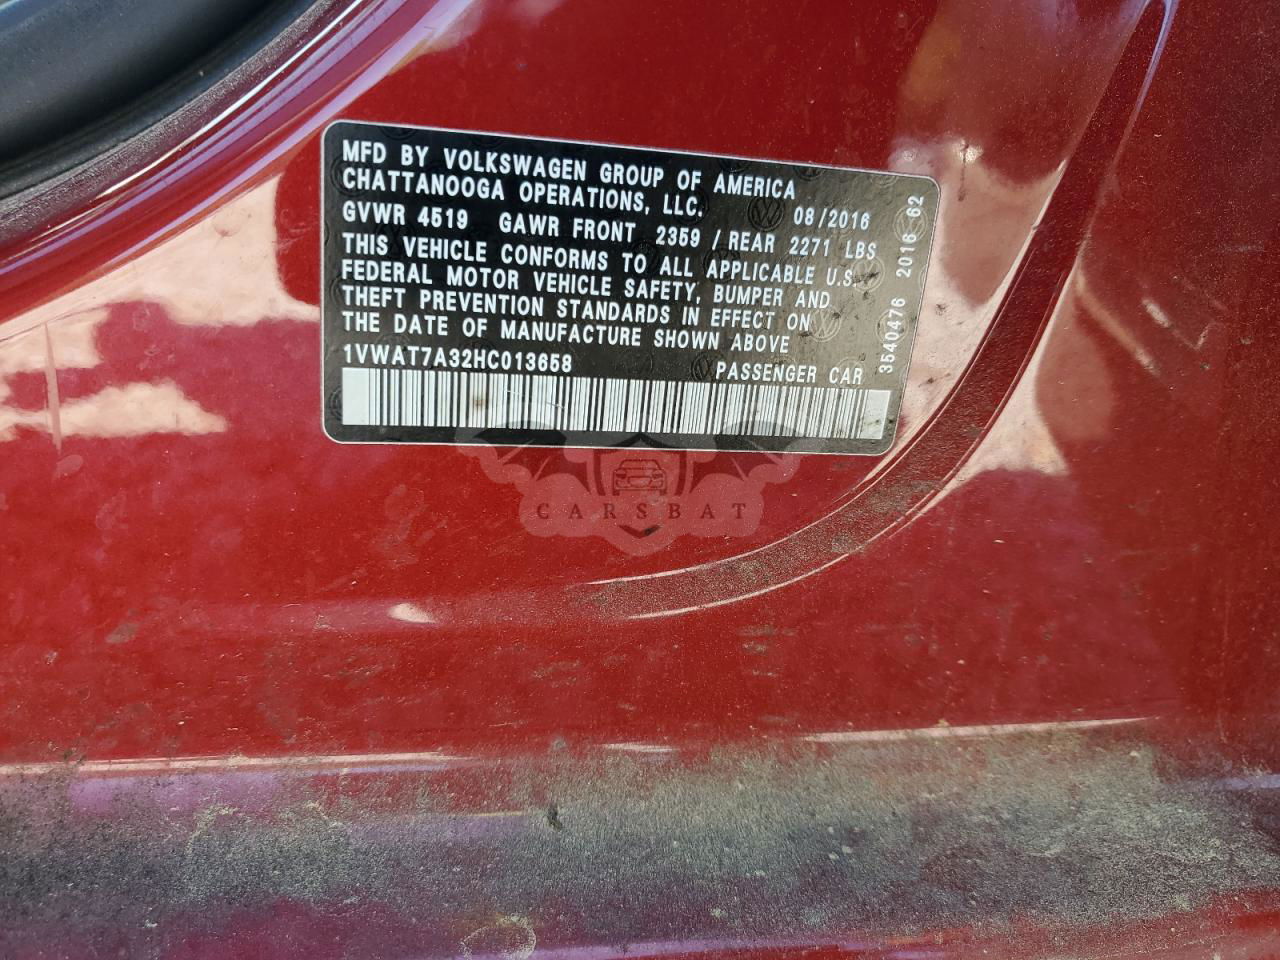 MFD BY VOLKSWAGEN GROUP OF AMERICA
CHATTANOOGA OPERATIONS, LLC. 08/2016
GVWR 4519 GAWR FRONT 2359 / REAR 2271 LBS
THIS VEHICLE CONFORMS TO ALL APPLICABLE U.S.
FEDERAL MOTOR VEHICLE SAFETY, BUMPER AND
THEFT PREVENTION STANDARDS IN EFFECT ON
THE DATE OF MANUFACTURE SHOWN ABOVE
1VWAT7A32HC013658 PASSENGER CAR
3540476 2016 62
CARSBAT